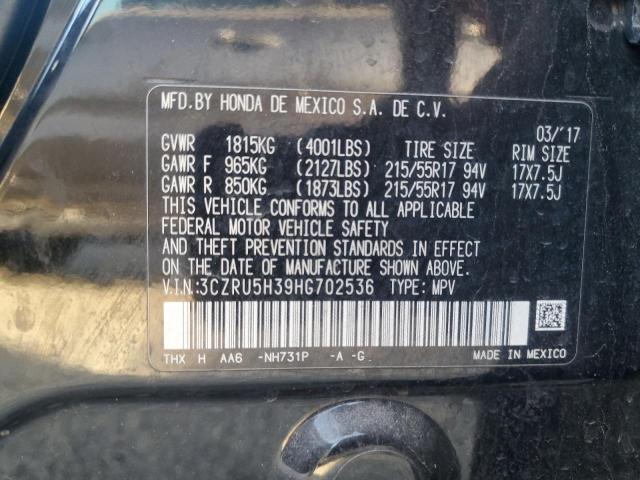 MFD.BY HONDA DE MEXICO S.A. DE C.V.
03/'17
GVWR 1815KG (4001LBS) TIRE SIZE RIM SIZE
GAWR F 965KG (2127LBS) 215/55R17 94V 17X7.5J
GAWR R 850KG (1873LBS) 215/55R17 94V 17X7.5J
THIS VEHICLE CONFORMS TO ALL APPLICABLE
FEDERAL MOTOR VEHICLE SAFETY
AND THEFT PREVENTION STANDARDS IN EFFECT
ON THE DATE OF MANUFACTURE SHOWN ABOVE.
V.I.N.:3CZRU5H39HG702536 TYPE: MPV
THX H AA6 -NH731P -A -G MADE IN MEXICO